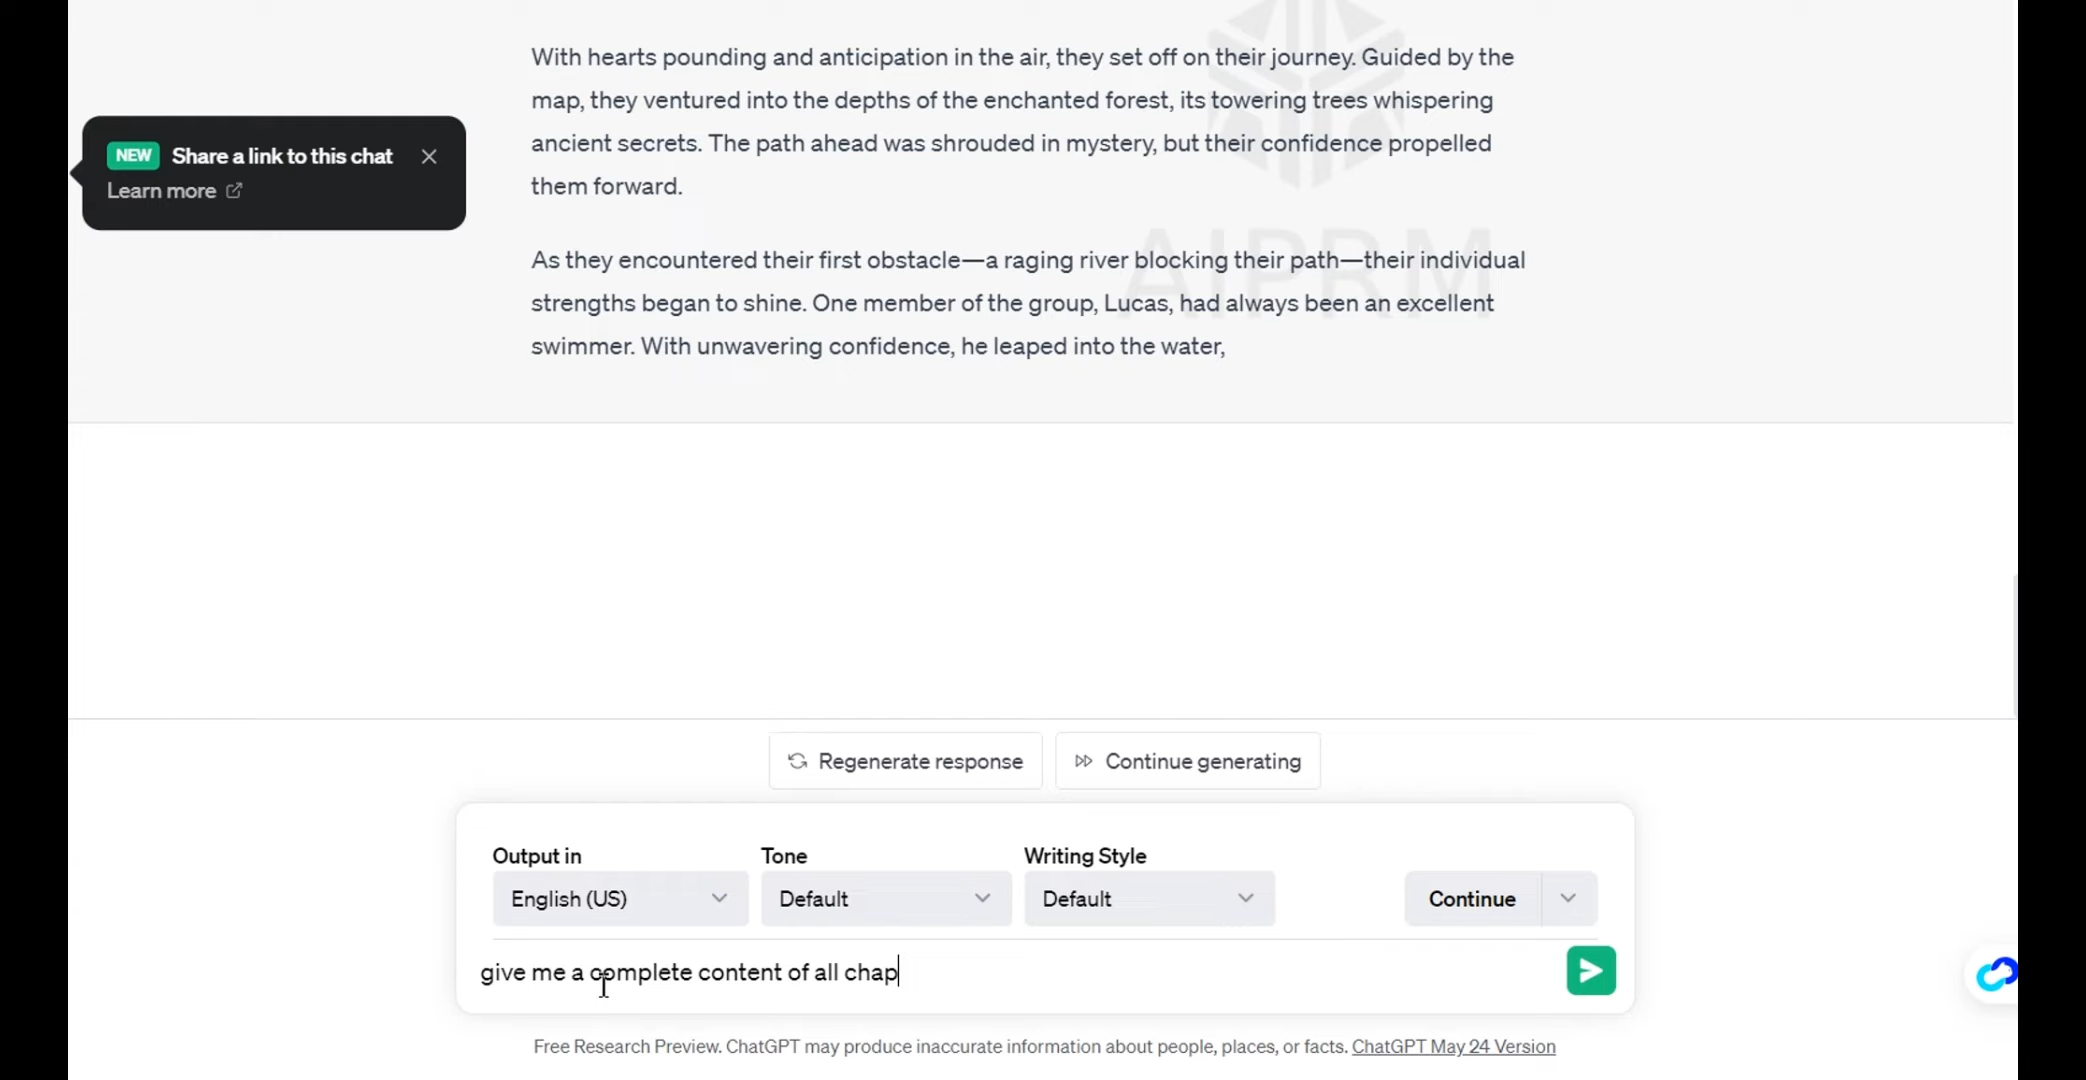 With hearts pounding and anticipation in the air, they set off on their journey. Guided by the
map, they ventured into the depths of the enchanted forest, its towering trees whispering
ancient secrets. The path ahead was shrouded in mystery, but their confidence propelled
them forward.
NEW Share a link to this chat
Learn more
As they encountered their first obstacle—a raging river blocking their path—their individual
strengths began to shine. One member of the group, Lucas, had always been an excellent
swimmer. With unwavering confidence, he leaped into the water,
AIPRM
Regenerate response
Continue generating
Output in
Tone
Writing Style
English (US)
Default
Default
Continue
give me a complete content of all chap
Free Research Preview. ChatGPT may produce inaccurate information about people, places, or facts. ChatGPT May 24 Version